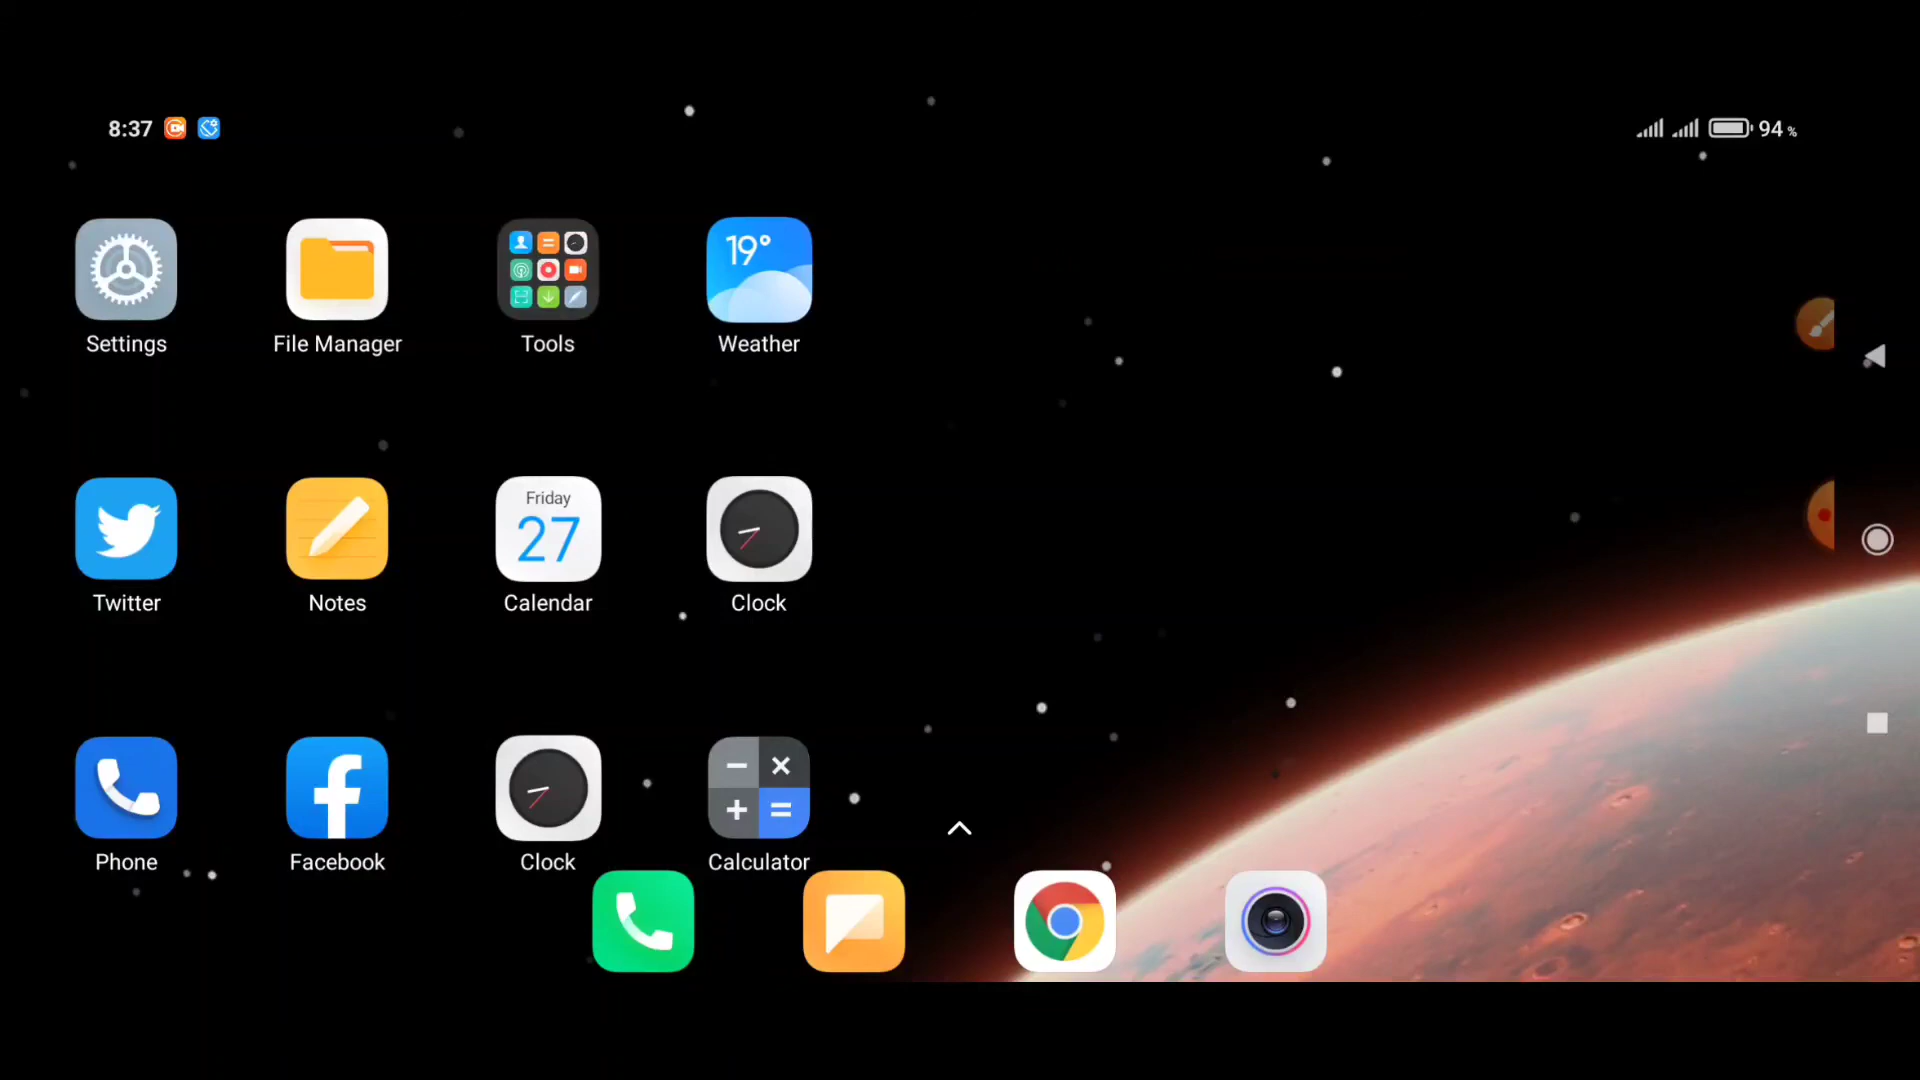 8:37
94 %
19°
Settings
File Manager
Tools
Weather
Friday
27
Twitter
Notes
Calendar
Clock
Phone
Facebook
Clock
Calculator